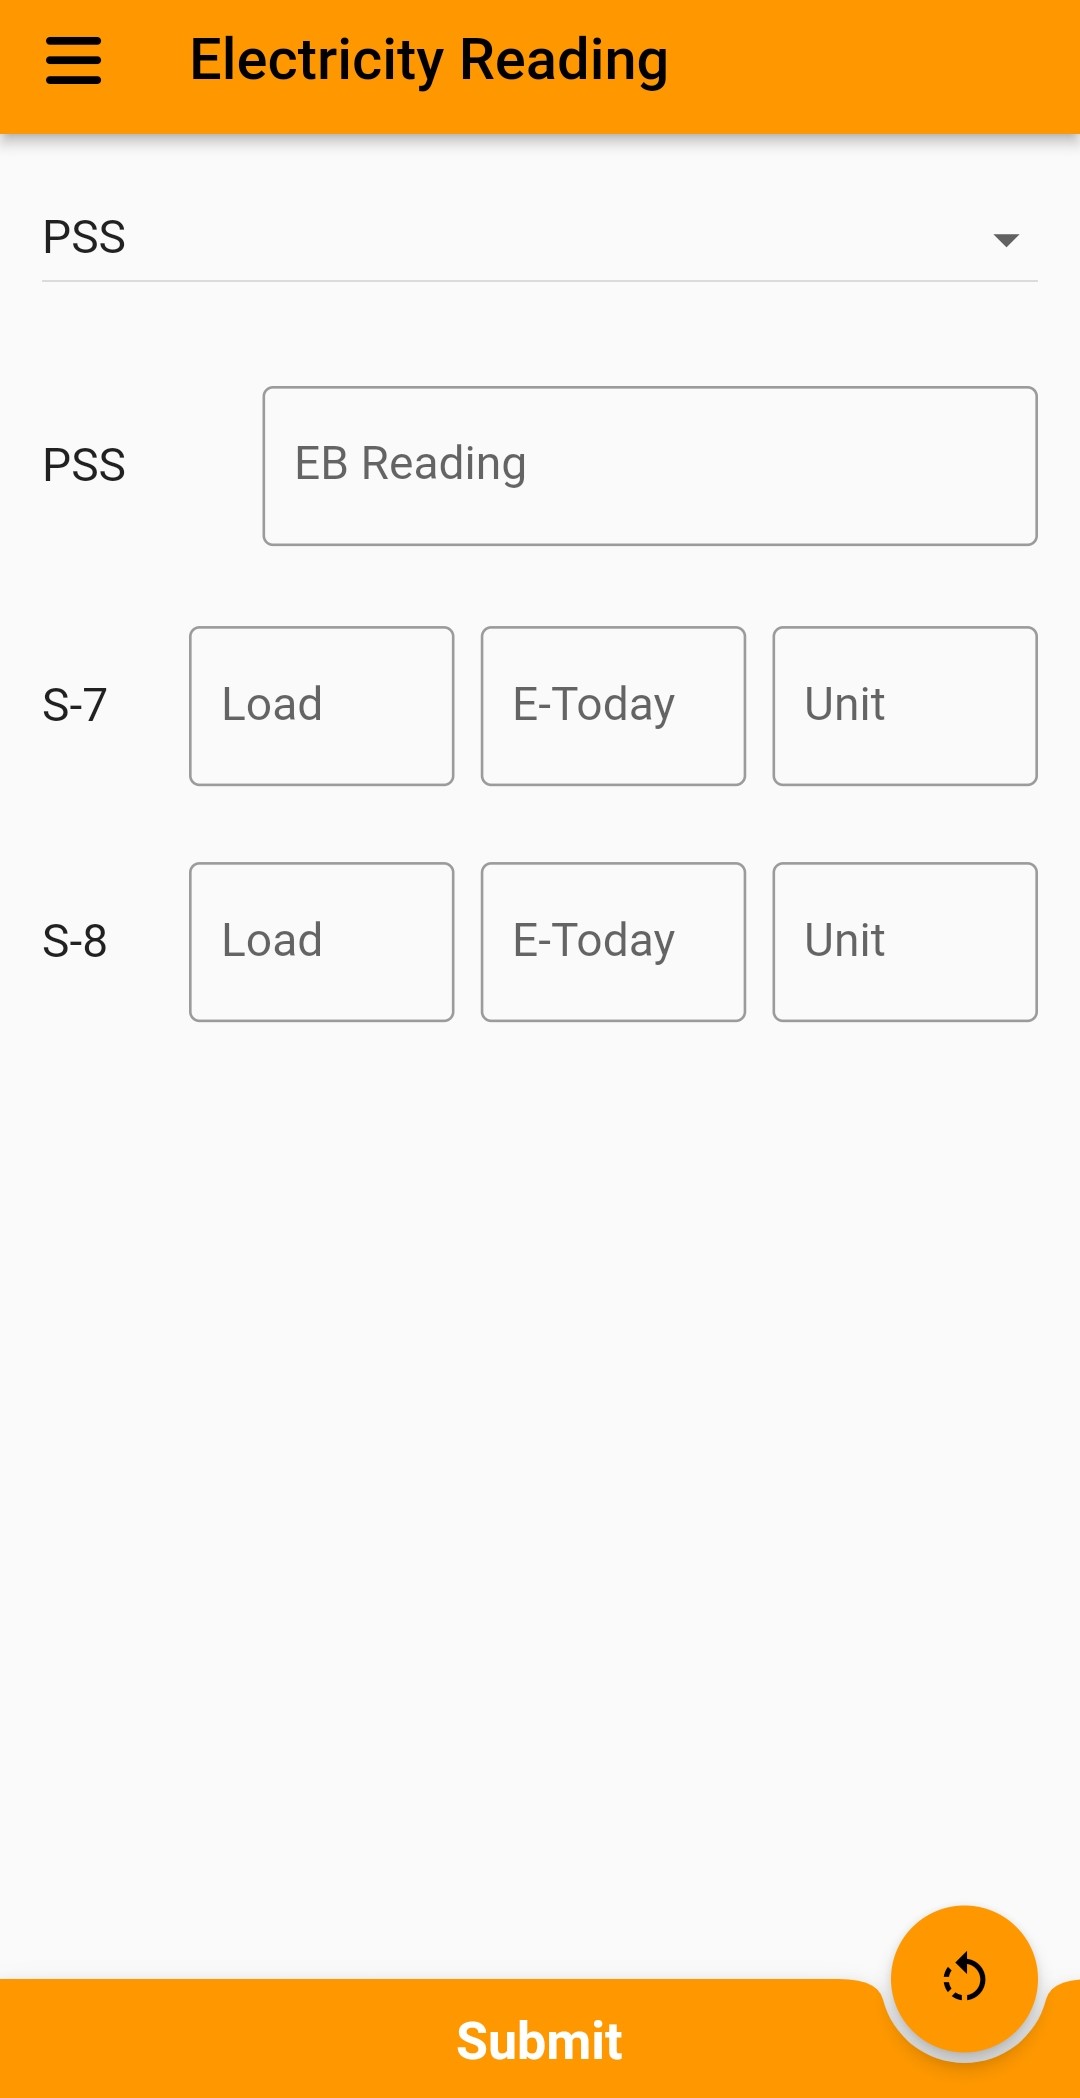 Electricity Reading
PSS
PSS EB Reading
S-7 Load E-Today Unit
S-8 Load E-Today Unit
Submit